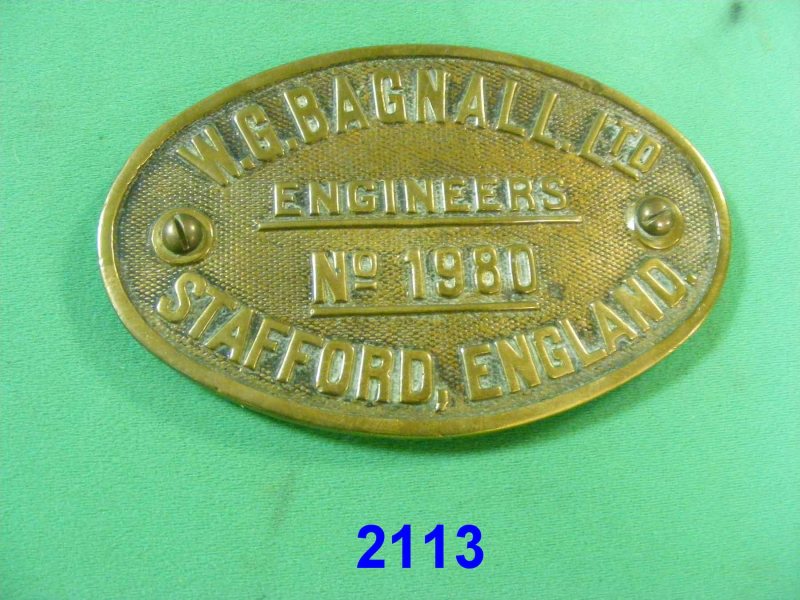 W.G.BAGNALL.LTD
ENGINEERS
No 1980
STAFFORD, ENGLAND.
2113